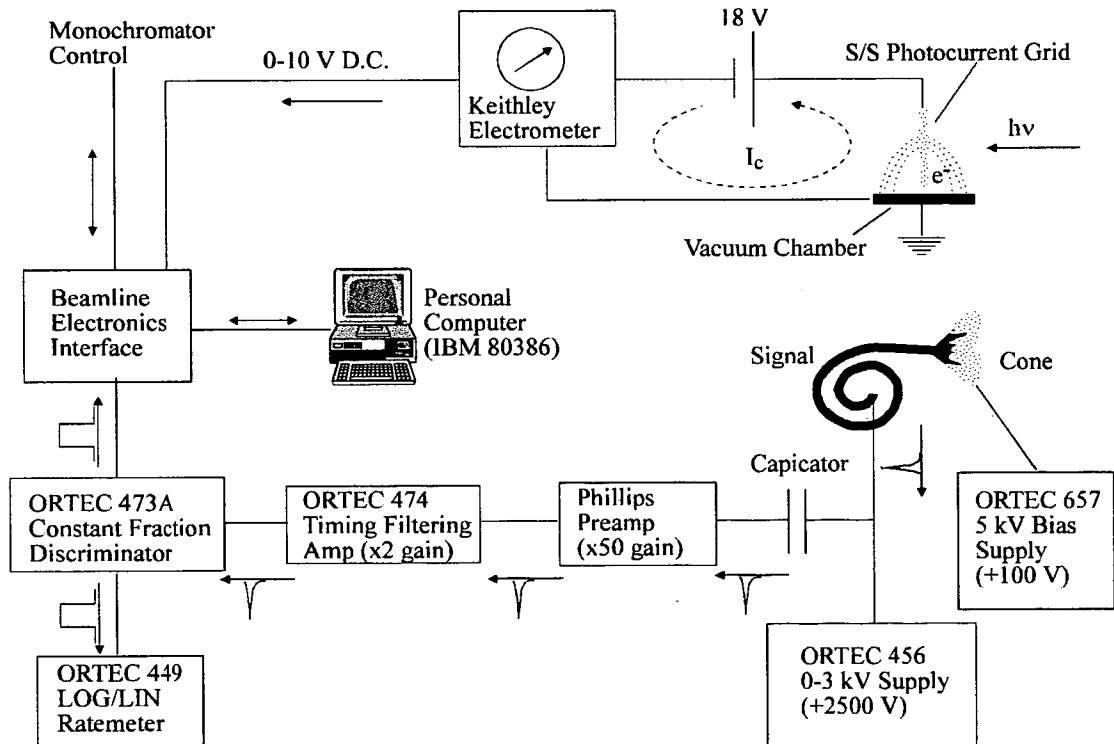 Monochromator
Control
0-10 V D.C.
Keithley
Electrometer
18 V
S/S Photocurrent Grid
hν
I_c
e-
Vacuum Chamber
Beamline
Electronics
Interface
Personal
Computer
(IBM 80386)
Signal
Cone
Capicator
ORTEC 473A
Constant Fraction
Discriminator
ORTEC 474
Timing Filtering
Amp (x2 gain)
Phillips
Preamp
(x50 gain)
ORTEC 657
5 kV Bias
Supply
(+100 V)
ORTEC 449
LOG/LIN
Ratemeter
ORTEC 456
0-3 kV Supply
(+2500 V)